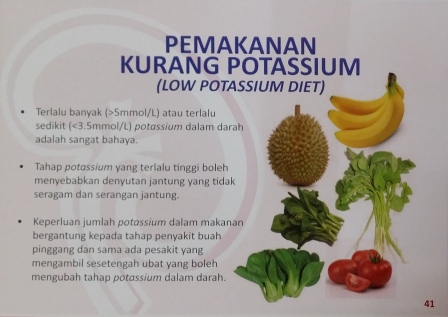 PEMAKANAN
KURANG POTASSIUM
(LOW POTASSIUM DIET)
• Terlalu banyak (>5mmol/L) atau terlalu
sedikit (<3.5mmol/L) potassium dalam darah
adalah sangat bahaya.
• Tahap potassium yang terlalu tinggi boleh
menyebabkan denyutan jantung yang tidak
seragam dan serangan jantung.
• Keperluan jumlah potassium dalam makanan
bergantung kepada tahap penyakit buah
pinggang dan sama ada pesakit yang
mengambil sesetengah ubat yang boleh
mengubah tahap potassium dalam darah.
41